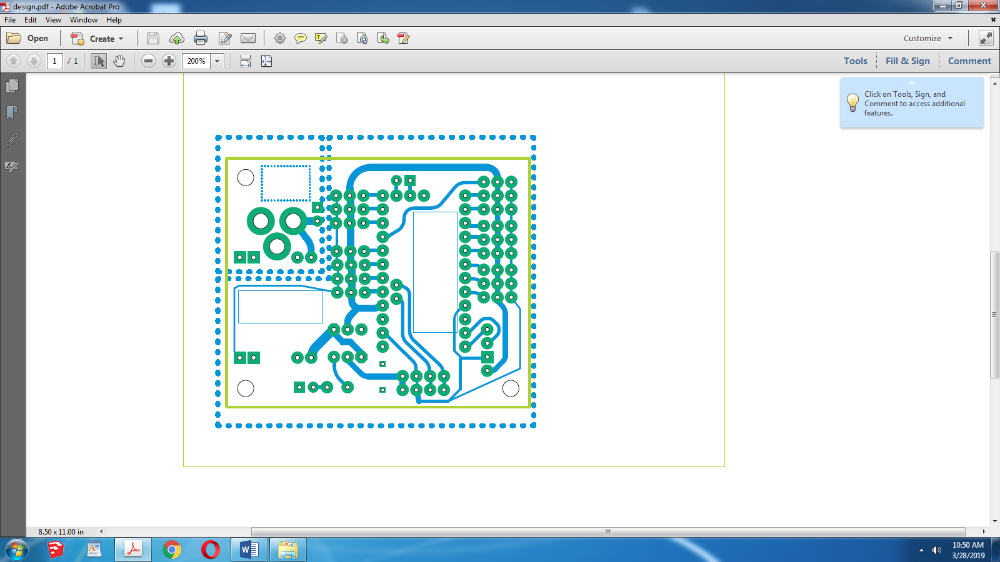 design.pdf - Adobe Acrobat Pro
File Edit View Window Help
Open Create Customize
1 / 1 200% Tools Fill & Sign Comment
Click on Tools, Sign, and
Comment to access additional
features.
8.50 x 11.00 in
10:50 AM
3/28/2019